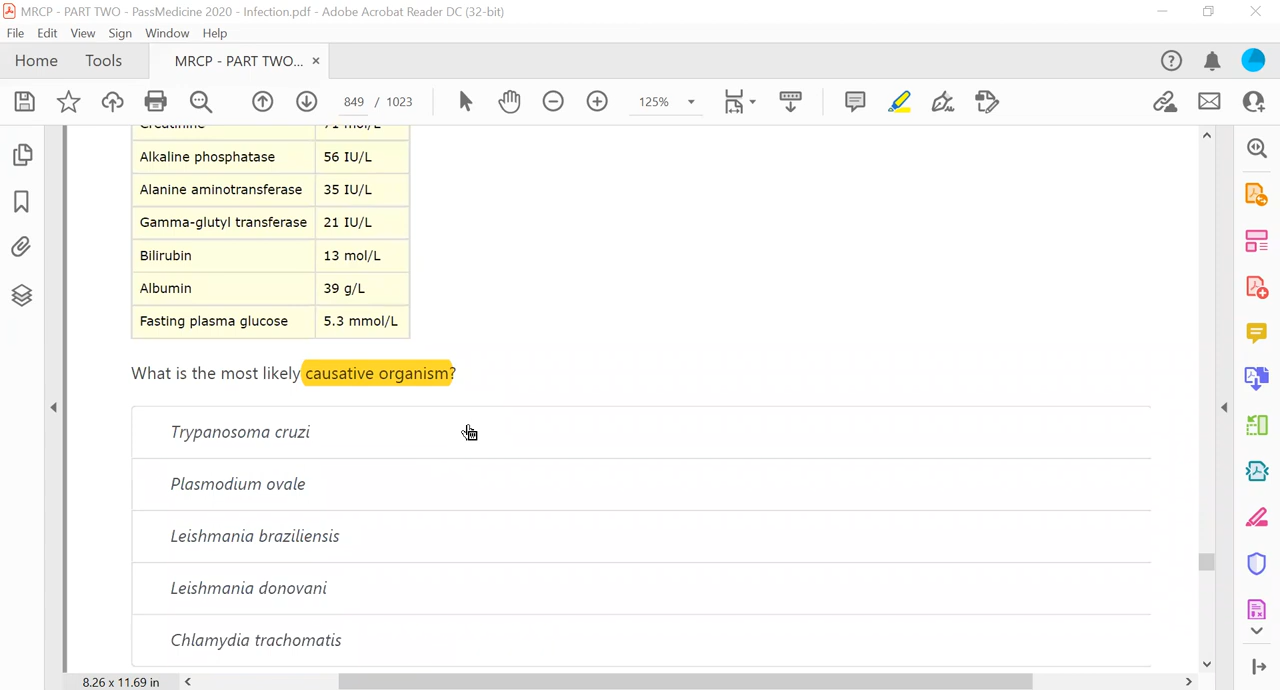 MRCP - PART TWO - PassMedicine 2020 - Infection.pdf - Adobe Acrobat Reader DC (32-bit)
File Edit View Sign Window Help
Home Tools MRCP - PART TWO... ×
849 / 1023 125%
Creatinine 71 mol/L
Alkaline phosphatase 56 IU/L
Alanine aminotransferase 35 IU/L
Gamma-glutyl transferase 21 IU/L
Bilirubin 13 mol/L
Albumin 39 g/L
Fasting plasma glucose 5.3 mmol/L
What is the most likely causative organism?
Trypanosoma cruzi
Plasmodium ovale
Leishmania braziliensis
Leishmania donovani
Chlamydia trachomatis
8.26 x 11.69 in